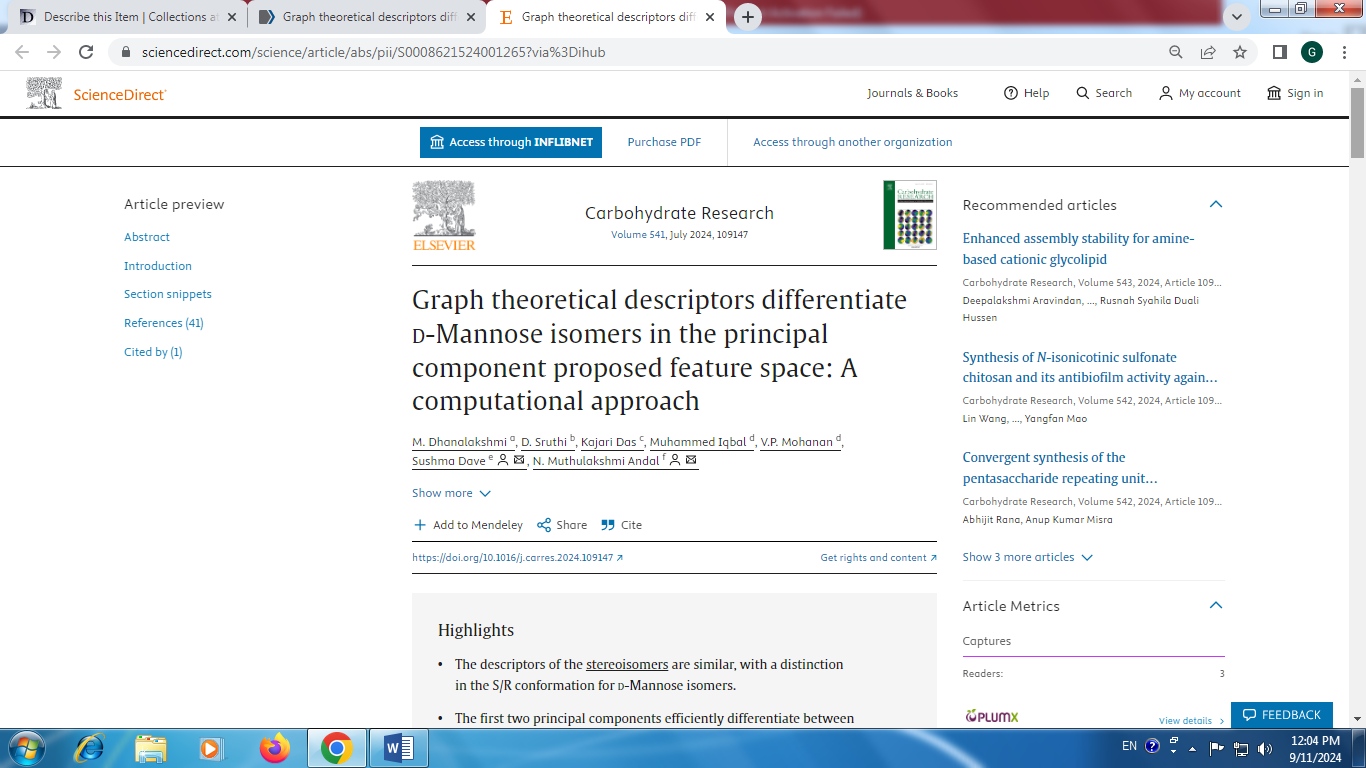 Describe this Item | Collections at
Graph theoretical descriptors diff
Graph theoretical descriptors diff
sciencedirect.com/science/article/abs/pii/S0008621524001265?via%3Dihub
G
ScienceDirect
Journals & Books
Help
Search
My account
Sign in
Access through INFLIBNET
Purchase PDF
Access through another organization
Article preview
Abstract
Introduction
Section snippets
References (41)
Cited by (1)
ELSEVIER
Carbohydrate Research
Volume 541, July 2024, 109147
Carbohydrate
RESEARCH
Graph theoretical descriptors differentiate
D-Mannose isomers in the principal
component proposed feature space: A
computational approach
M. Dhanalakshmi a, D. Sruthi b, Kajari Das c, Muhammed Iqbal d, V.P. Mohanan d,
Sushma Dave e, N. Muthulakshmi Andal f
Show more
Add to Mendeley
Share
Cite
https://doi.org/10.1016/j.carres.2024.109147
Get rights and content
Highlights
• The descriptors of the stereoisomers are similar, with a distinction
in the S/R conformation for D-Mannose isomers.
• The first two principal components efficiently differentiate between
Recommended articles
Enhanced assembly stability for amine-
based cationic glycolipid
Carbohydrate Research, Volume 543, 2024, Article 109...
Deepalakshmi Aravindan, ..., Rusnah Syahila Duali
Hussen
Synthesis of N-isonicotinic sulfonate
chitosan and its antibiofilm activity again...
Carbohydrate Research, Volume 542, 2024, Article 109...
Lin Wang, ..., Yangfan Mao
Convergent synthesis of the
pentasaccharide repeating unit...
Carbohydrate Research, Volume 542, 2024, Article 109...
Abhijit Rana, Anup Kumar Misra
Show 3 more articles
Article Metrics
Captures
Readers: 3
PLUMX
View details
FEEDBACK
EN
12:04 PM
9/11/2024